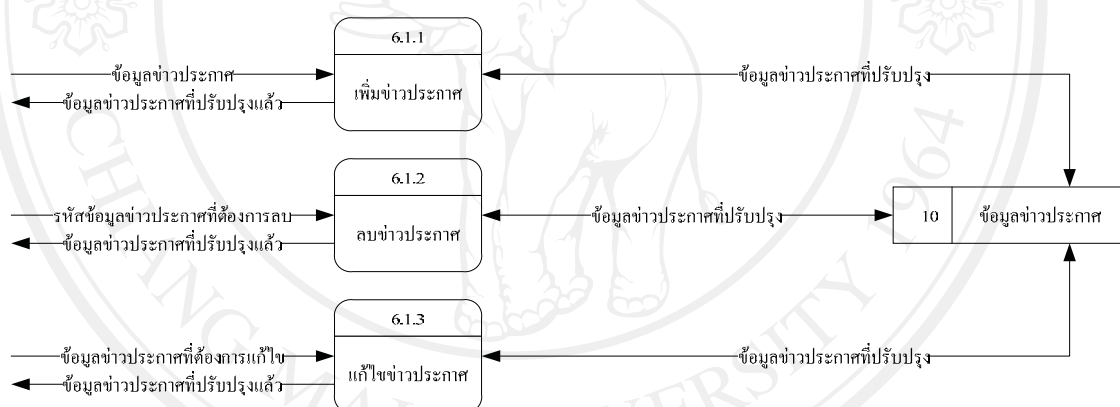 6.1.1
ข้อมูลข่าวประกาศ
ข้อมูลข่าวประกาศที่ปรับปรุง
เพิ่มข่าวประกาศ
ข้อมูลข่าวประกาศที่ปรับปรุงแล้ว
6.1.2
รหัสข้อมูลข่าวประกาศที่ต้องการลบ
ข้อมูลข่าวประกาศที่ปรับปรุง
10 ข้อมูลข่าวประกาศ
ลบข่าวประกาศ
ข้อมูลข่าวประกาศที่ปรับปรุงแล้ว
6.1.3
ข้อมูลข่าวประกาศที่ต้องการแก้ไข
ข้อมูลข่าวประกาศที่ปรับปรุง
แก้ไขข่าวประกาศ
ข้อมูลข่าวประกาศที่ปรับปรุงแล้ว
CHIANG MAI UNIVERSITY 1964